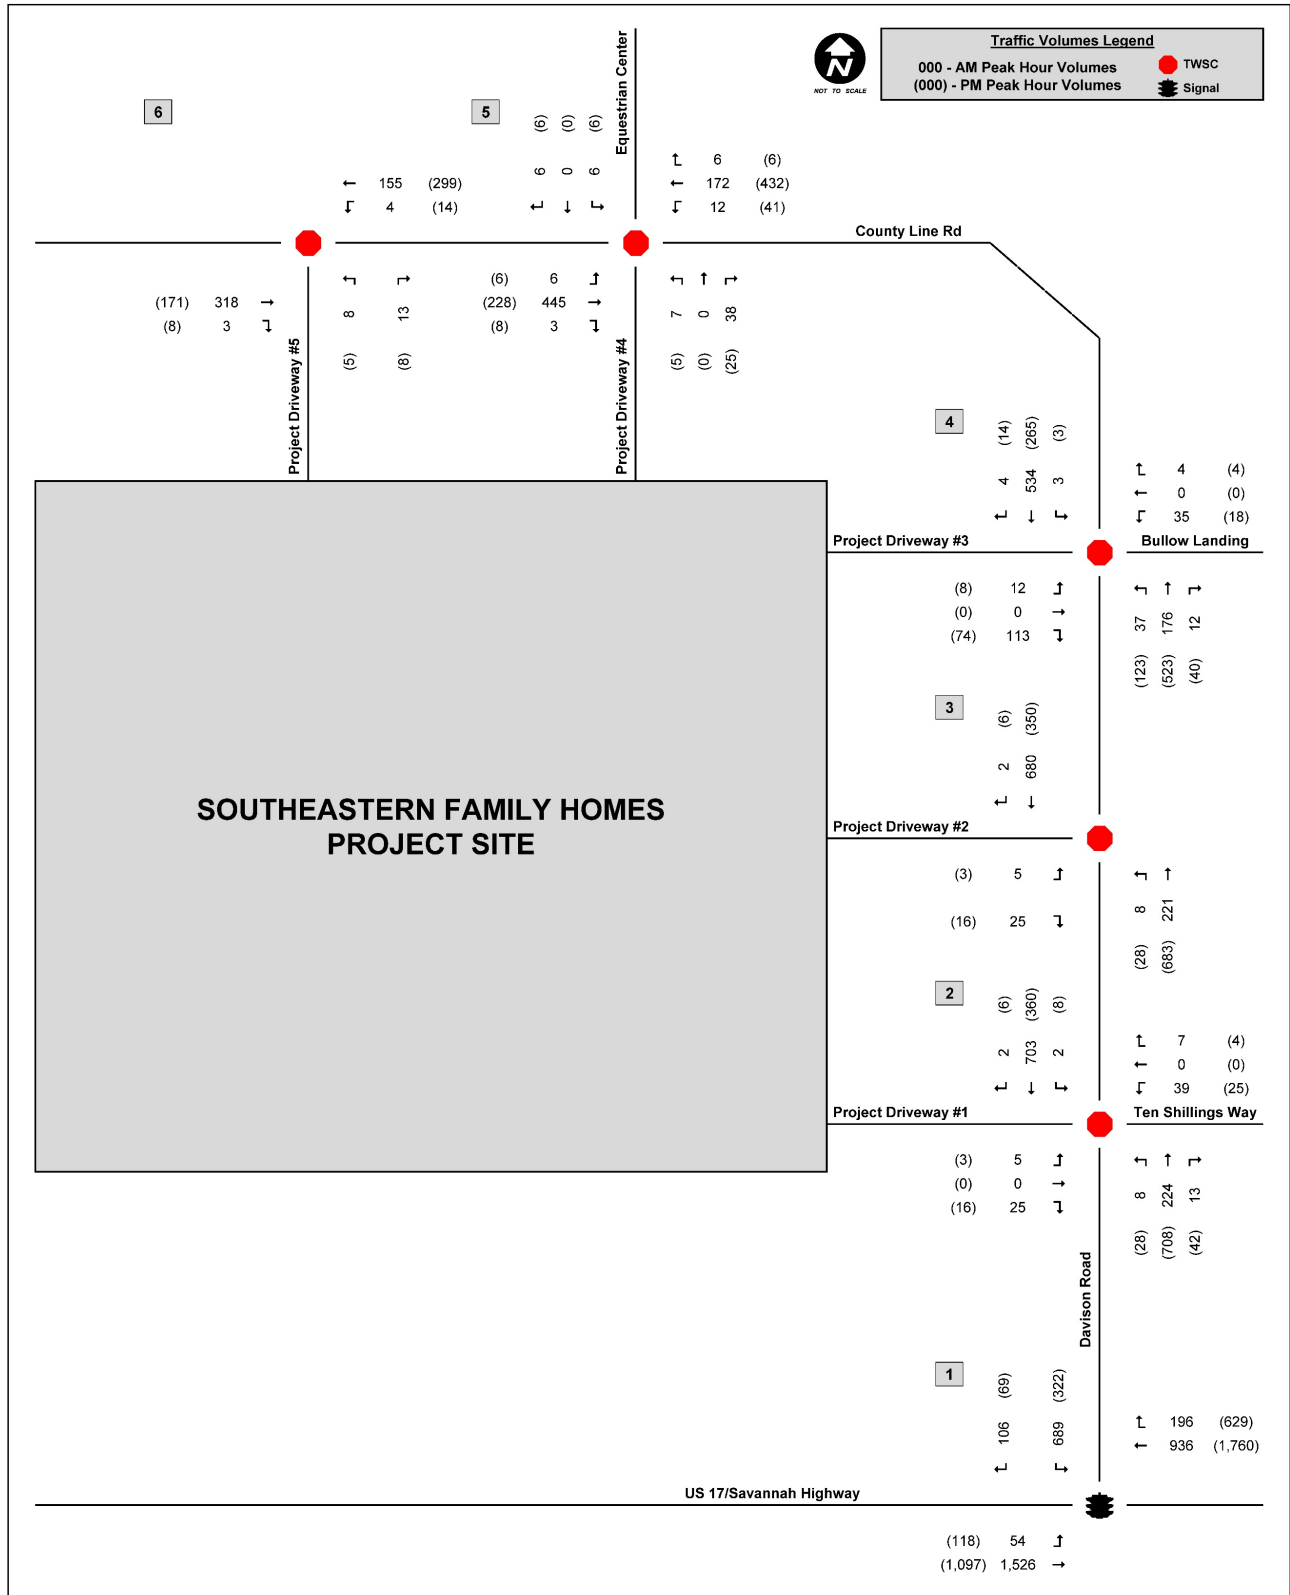 Traffic Volumes Legend
000 - AM Peak Hour Volumes
(000) - PM Peak Hour Volumes
TWSC
Signal
N
NOT TO SCALE
6
155 (299)
4 (14)
(171) 318
(8) 3
8 13
(5) (8)
Project Driveway #5
5
(6) (0) (6)
6 0 6
Equestrian Center
6 (6)
172 (432)
12 (41)
County Line Rd
(6) 6
(228) 445
(8) 3
7 0 38
(5) (0) (25)
Project Driveway #4
4
(14) (265) (3)
4 534 3
4 (4)
0 (0)
35 (18)
Project Driveway #3
Bullow Landing
(8) 12
(0) 0
(74) 113
37 176 12
(123) (523) (40)
3
(6) (350)
2 680
Project Driveway #2
(3) 5
(16) 25
8 221
(28) (683)
SOUTHEASTERN FAMILY HOMES
PROJECT SITE
2
(6) (360) (8)
2 703 2
7 (4)
0 (0)
39 (25)
Project Driveway #1
Ten Shillings Way
(3) 5
(0) 0
(16) 25
8 224 13
(28) (708) (42)
Davison Road
1
(69) (322)
106 689
196 (629)
936 (1,760)
US 17/Savannah Highway
(118) 54
(1,097) 1,526